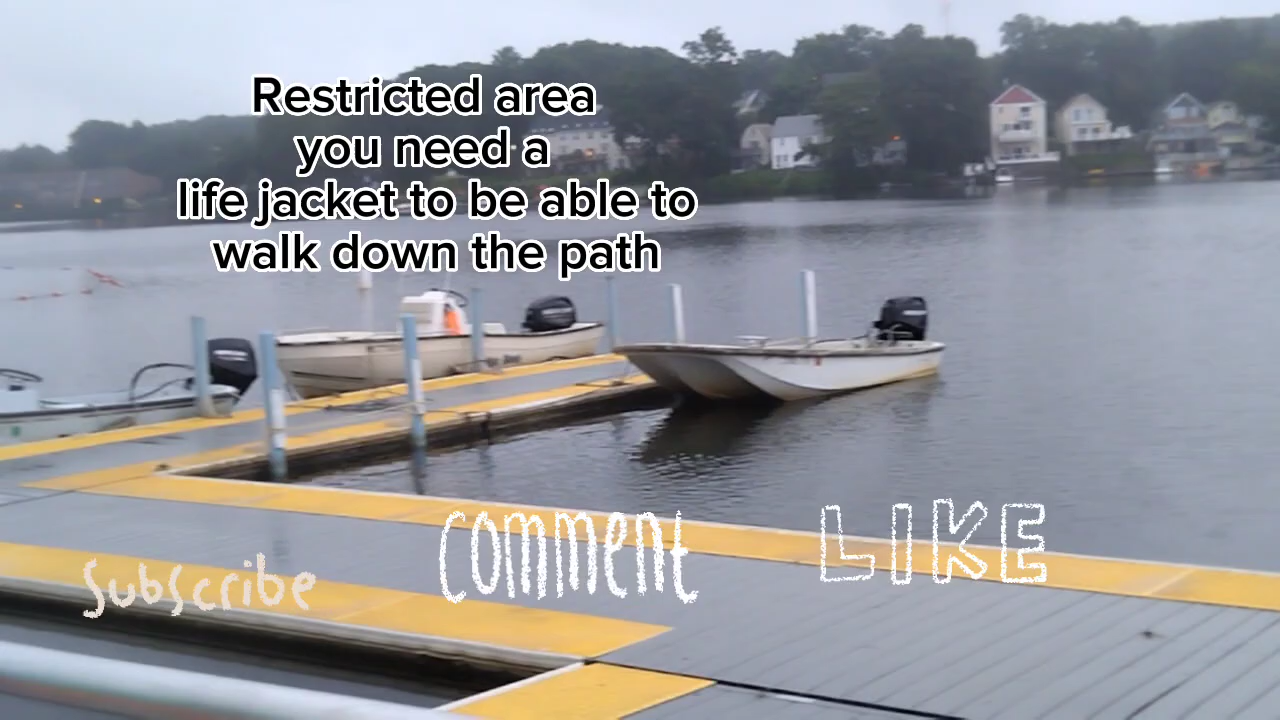 Restricted area
you need a
life jacket to be able to
walk down the path
Subscribe
comment
LIKE